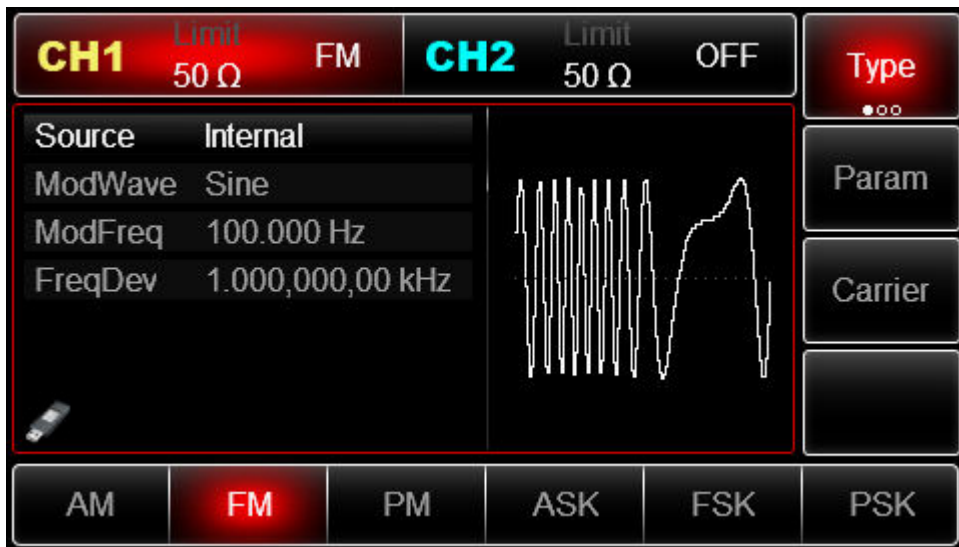 CH1 Limit 50 Ω FM CH2 Limit 50 Ω OFF Type
Source Internal
ModWave Sine
ModFreq 100.000 Hz
FreqDev 1.000,000,00 kHz
Param
Carrier
AM FM PM ASK FSK PSK